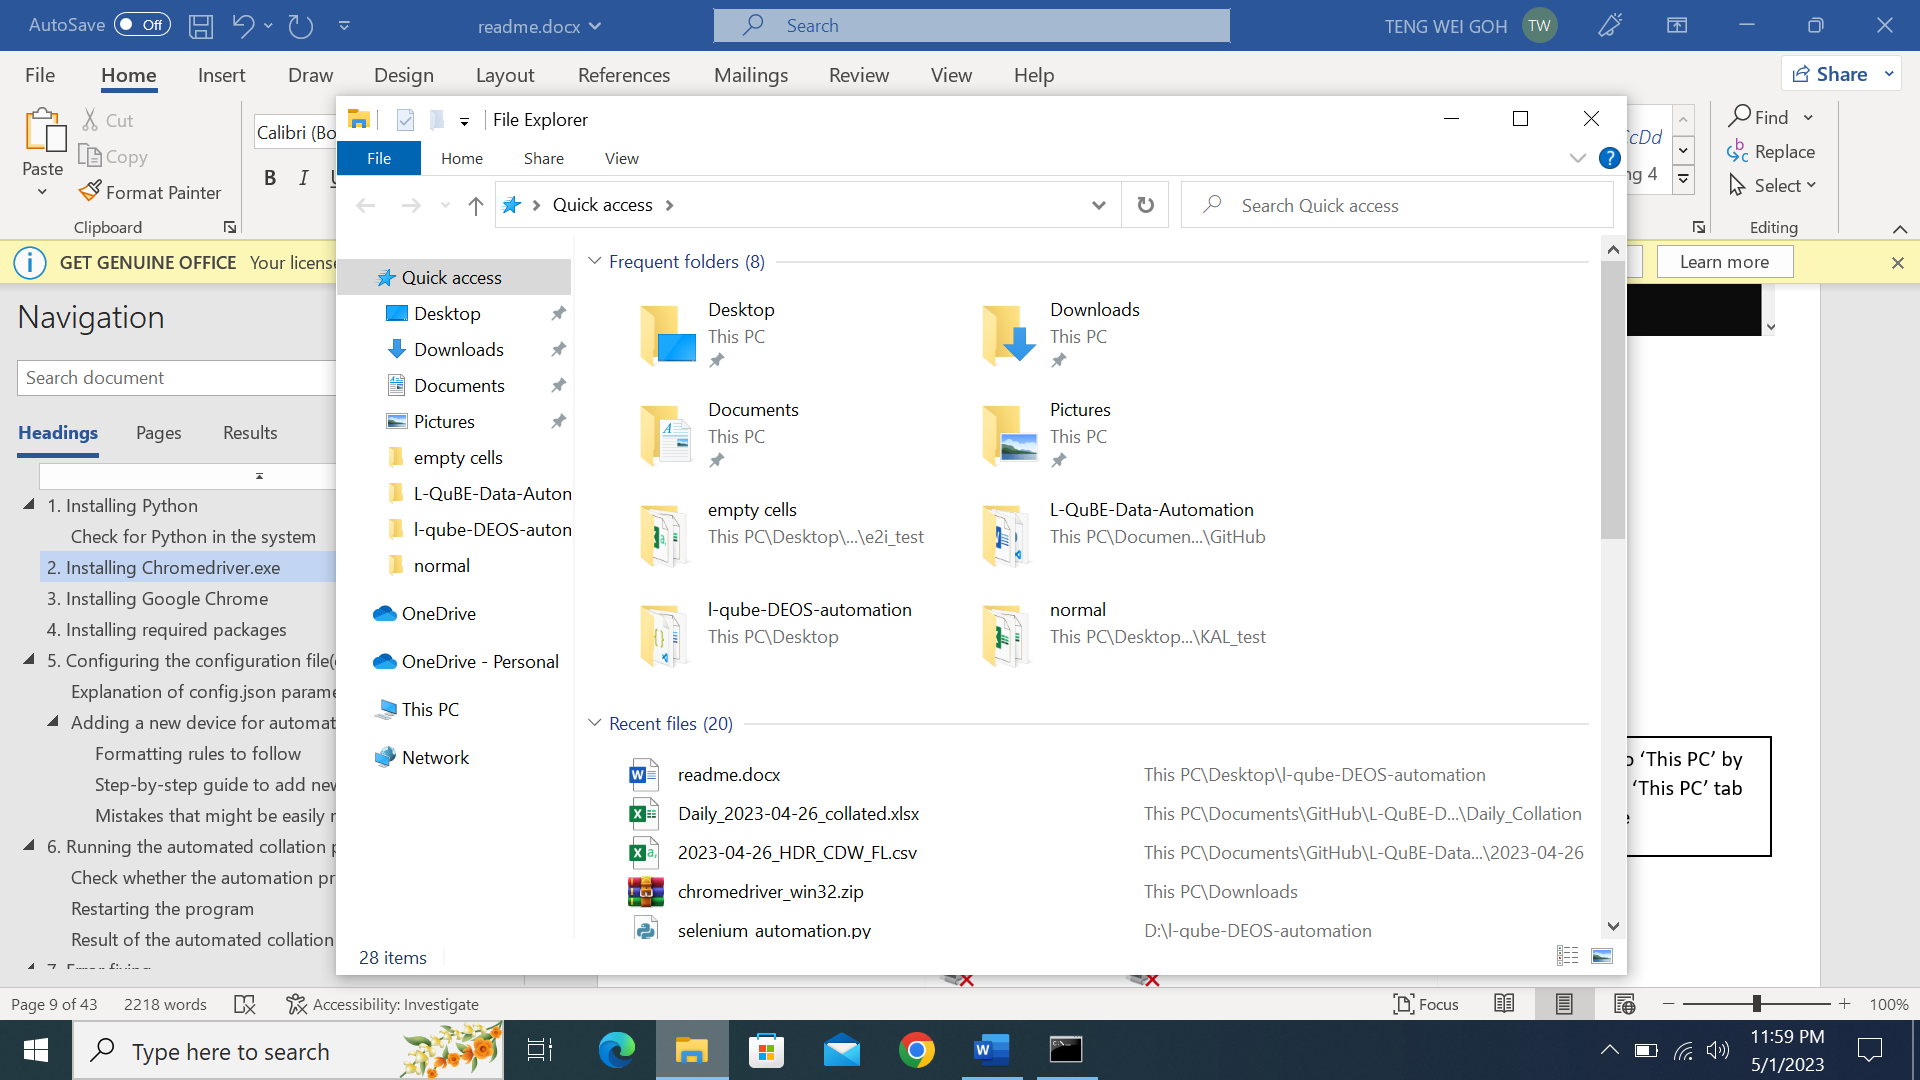 AutoSave Off readme.docx Search TENG WEI GOH TW
File Home Insert Draw Design Layout References Mailings Review View Help Share
Paste Cut Copy Format Painter
Clipboard
Calibri (Bo
B I U
Find
Replace
Select
Editing
ng 4
GET GENUINE OFFICE Your license
Learn more
Navigation
Search document
Headings Pages Results
1. Installing Python
Check for Python in the system
2. Installing Chromedriver.exe
3. Installing Google Chrome
4. Installing required packages
5. Configuring the configuration file(
Explanation of config.json parame
Adding a new device for automat
Formatting rules to follow
Step-by-step guide to add new
Mistakes that might be easily
6. Running the automated collation p
Check whether the automation pr
Restarting the program
Result of the automated collation
7. Error fixing
File Explorer
File Home Share View
Quick access
Search Quick access
Quick access
Desktop
Downloads
Documents
Pictures
empty cells
L-QuBE-Data-Auton
l-qube-DEOS-auton
normal
OneDrive
OneDrive - Personal
This PC
Network
Frequent folders (8)
Desktop
This PC
Downloads
This PC
Documents
This PC
Pictures
This PC
empty cells
This PC\Desktop\...\e2i_test
L-QuBE-Data-Automation
This PC\Documen...\GitHub
l-qube-DEOS-automation
This PC\Desktop
normal
This PC\Desktop...\KAL_test
Recent files (20)
readme.docx This PC\Desktop\l-qube-DEOS-automation
Daily_2023-04-26_collated.xlsx This PC\Documents\GitHub\L-QuBE-D...\Daily_Collation
2023-04-26_HDR_CDW_FL.csv This PC\Documents\GitHub\L-QuBE-Data...\2023-04-26
chromedriver_win32.zip This PC\Downloads
selenium_automation.py D:\l-qube-DEOS-automation
28 items
‘This PC’ by
‘This PC’ tab
Page 9 of 43 2218 words Accessibility: Investigate Focus 100%
Type here to search
11:59 PM
5/1/2023